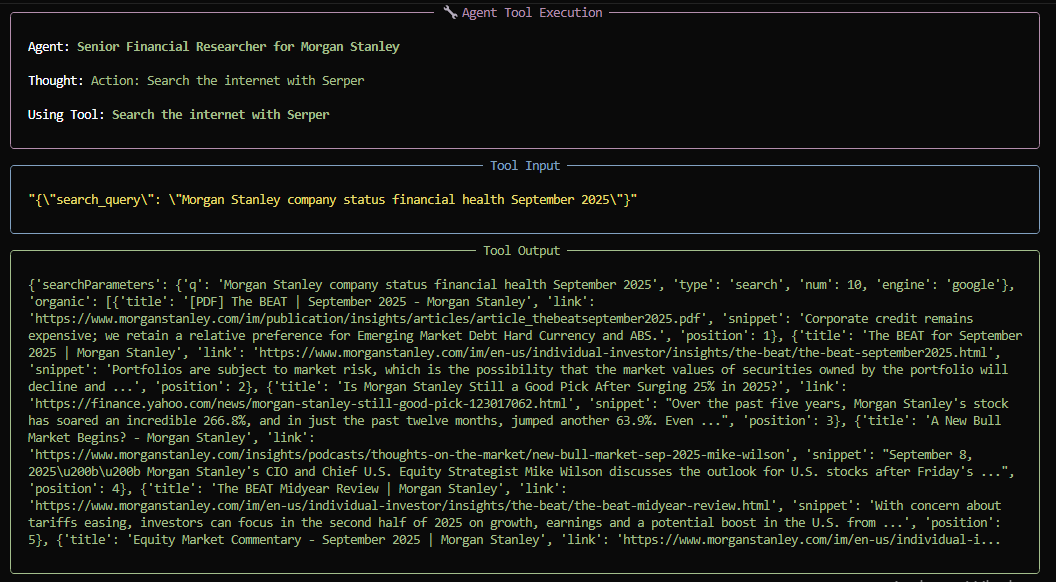 🔧 Agent Tool Execution
Agent: Senior Financial Researcher for Morgan Stanley
Thought: Action: Search the internet with Serper
Using Tool: Search the internet with Serper
Tool Input
"{\"search_query\": \"Morgan Stanley company status financial health September 2025\"}"
Tool Output
{'searchParameters': {'q': 'Morgan Stanley company status financial health September 2025', 'type': 'search', 'num': 10, 'engine': 'google'},
'organic': [{'title': '[PDF] The BEAT | September 2025 - Morgan Stanley', 'link':
'https://www.morganstanley.com/im/publication/insights/articles/article_thebeatseptember2025.pdf', 'snippet': 'Corporate credit remains
expensive; we retain a relative preference for Emerging Market Debt Hard Currency and ABS.', 'position': 1}, {'title': 'The BEAT for September
2025 | Morgan Stanley', 'link': 'https://www.morganstanley.com/im/en-us/individual-investor/insights/the-beat/the-beat-september2025.html',
'snippet': 'Portfolios are subject to market risk, which is the possibility that the market values of securities owned by the portfolio will
decline and ...', 'position': 2}, {'title': 'Is Morgan Stanley Still a Good Pick After Surging 25% in 2025?', 'link':
'https://finance.yahoo.com/news/morgan-stanley-still-good-pick-123017062.html', 'snippet': "Over the past five years, Morgan Stanley's stock
has soared an incredible 266.8%, and in just the past twelve months, jumped another 63.9%. Even ...", 'position': 3}, {'title': 'A New Bull
Market Begins? - Morgan Stanley', 'link':
'https://www.morganstanley.com/insights/podcasts/thoughts-on-the-market/new-bull-market-sep-2025-mike-wilson', 'snippet': "September 8,
2025\u200b\u200b Morgan Stanley's CIO and Chief U.S. Equity Strategist Mike Wilson discusses the outlook for U.S. stocks after Friday's ...",
'position': 4}, {'title': 'The BEAT Midyear Review | Morgan Stanley', 'link':
'https://www.morganstanley.com/im/en-us/individual-investor/insights/the-beat/the-beat-midyear-review.html', 'snippet': 'With concern about
tariffs easing, investors can focus in the second half of 2025 on growth, earnings and a potential boost in the U.S. from ...', 'position':
5}, {'title': 'Equity Market Commentary - September 2025 | Morgan Stanley', 'link': 'https://www.morganstanley.com/im/en-us/individual-i...